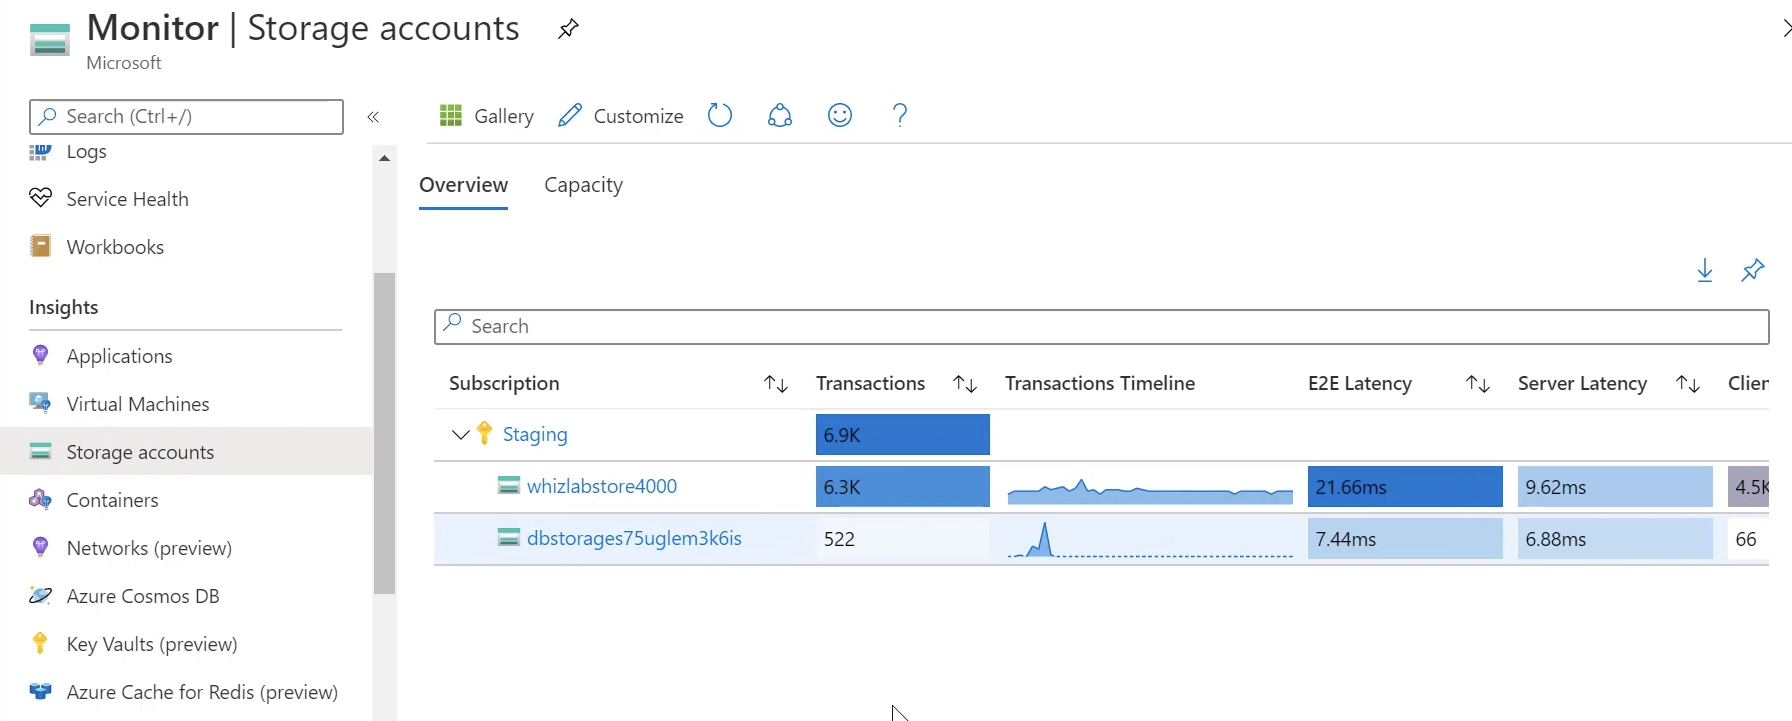 Monitor | Storage accounts
Microsoft
Search (Ctrl+/)
«
Logs
Service Health
Workbooks
Insights
Applications
Virtual Machines
Storage accounts
Containers
Networks (preview)
Azure Cosmos DB
Key Vaults (preview)
Azure Cache for Redis (preview)
Gallery
Customize
?
Overview
Capacity
Search
Subscription Transactions Transactions Timeline E2E Latency Server Latency Clien
Staging 6.9K
whizlabstore4000 6.3K 21.66ms 9.62ms 4.5K
dbstorages75uglem3k6is 522 7.44ms 6.88ms 66